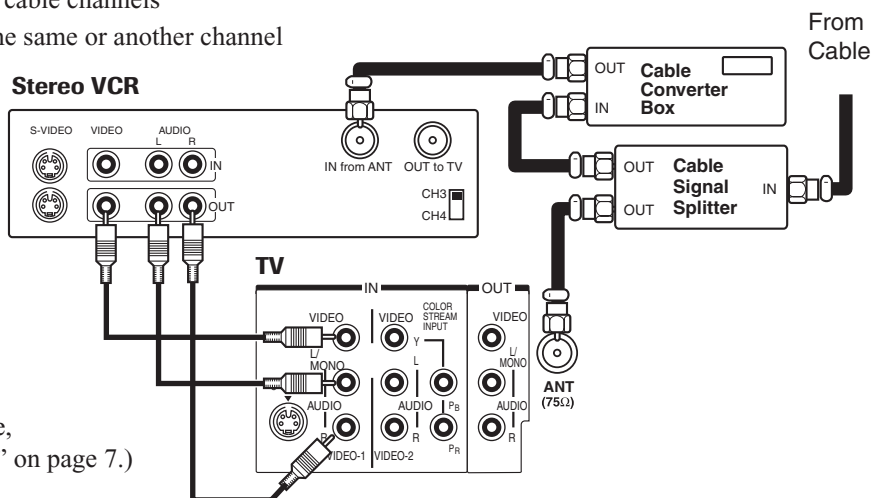 cable channels
same or another channel
From
Cable
Stereo VCR
S-VIDEO VIDEO AUDIO
L R
IN
OUT
IN from ANT OUT to TV
CH3
CH4
OUT Cable
Converter
IN Box
OUT Cable
Signal IN
OUT Splitter
TV
IN OUT
VIDEO VIDEO COLOR
STREAM
INPUT
VIDEO
Y
L/
MONO
L
L/
MONO
AUDIO AUDIO PB AUDIO
R R PR R
VIDEO-1 VIDEO-2
ANT
(75Ω)
on page 7.)